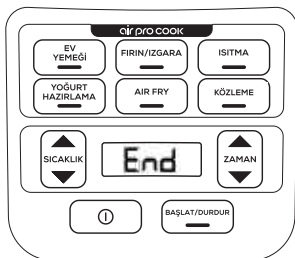 air pro cook
EV
YEMEĞİ
FIRIN/IZGARA
ISITMA
YOĞURT
HAZIRLAMA
AIR FRY
KÖZLEME
SICAKLIK
End
ZAMAN
BAŞLAT/DURDUR